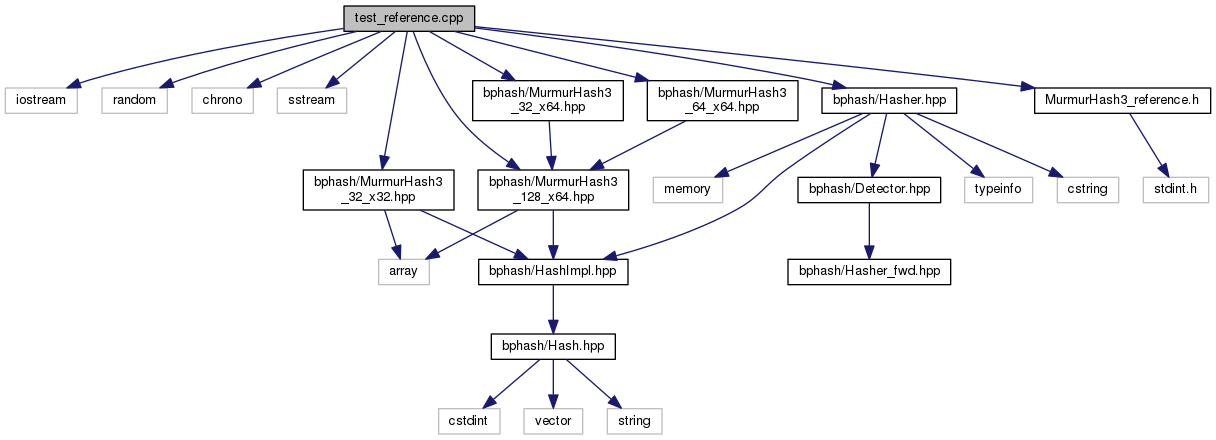 test_reference.cpp
iostream
random
chrono
sstream
bphash/MurmurHash3
_32_x64.hpp
bphash/MurmurHash3
_64_x64.hpp
bphash/Hasher.hpp
MurmurHash3_reference.h
bphash/MurmurHash3
_32_x32.hpp
bphash/MurmurHash3
_128_x64.hpp
memory
bphash/Detector.hpp
typeinfo
cstring
stdint.h
array
bphash/HashImpl.hpp
bphash/Hasher_fwd.hpp
bphash/Hash.hpp
cstdint
vector
string